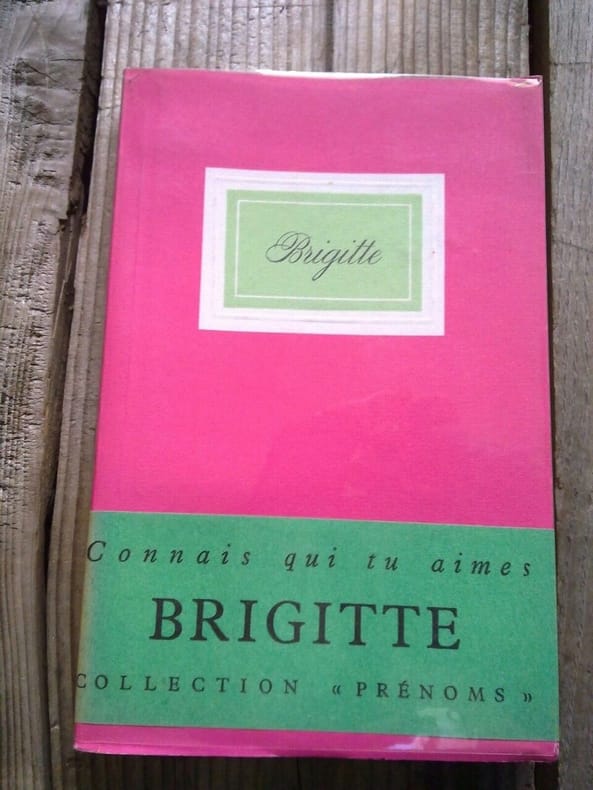 Brigitte
Connais qui tu aimes
BRIGITTE
COLLECTION « PRÉNOMS »